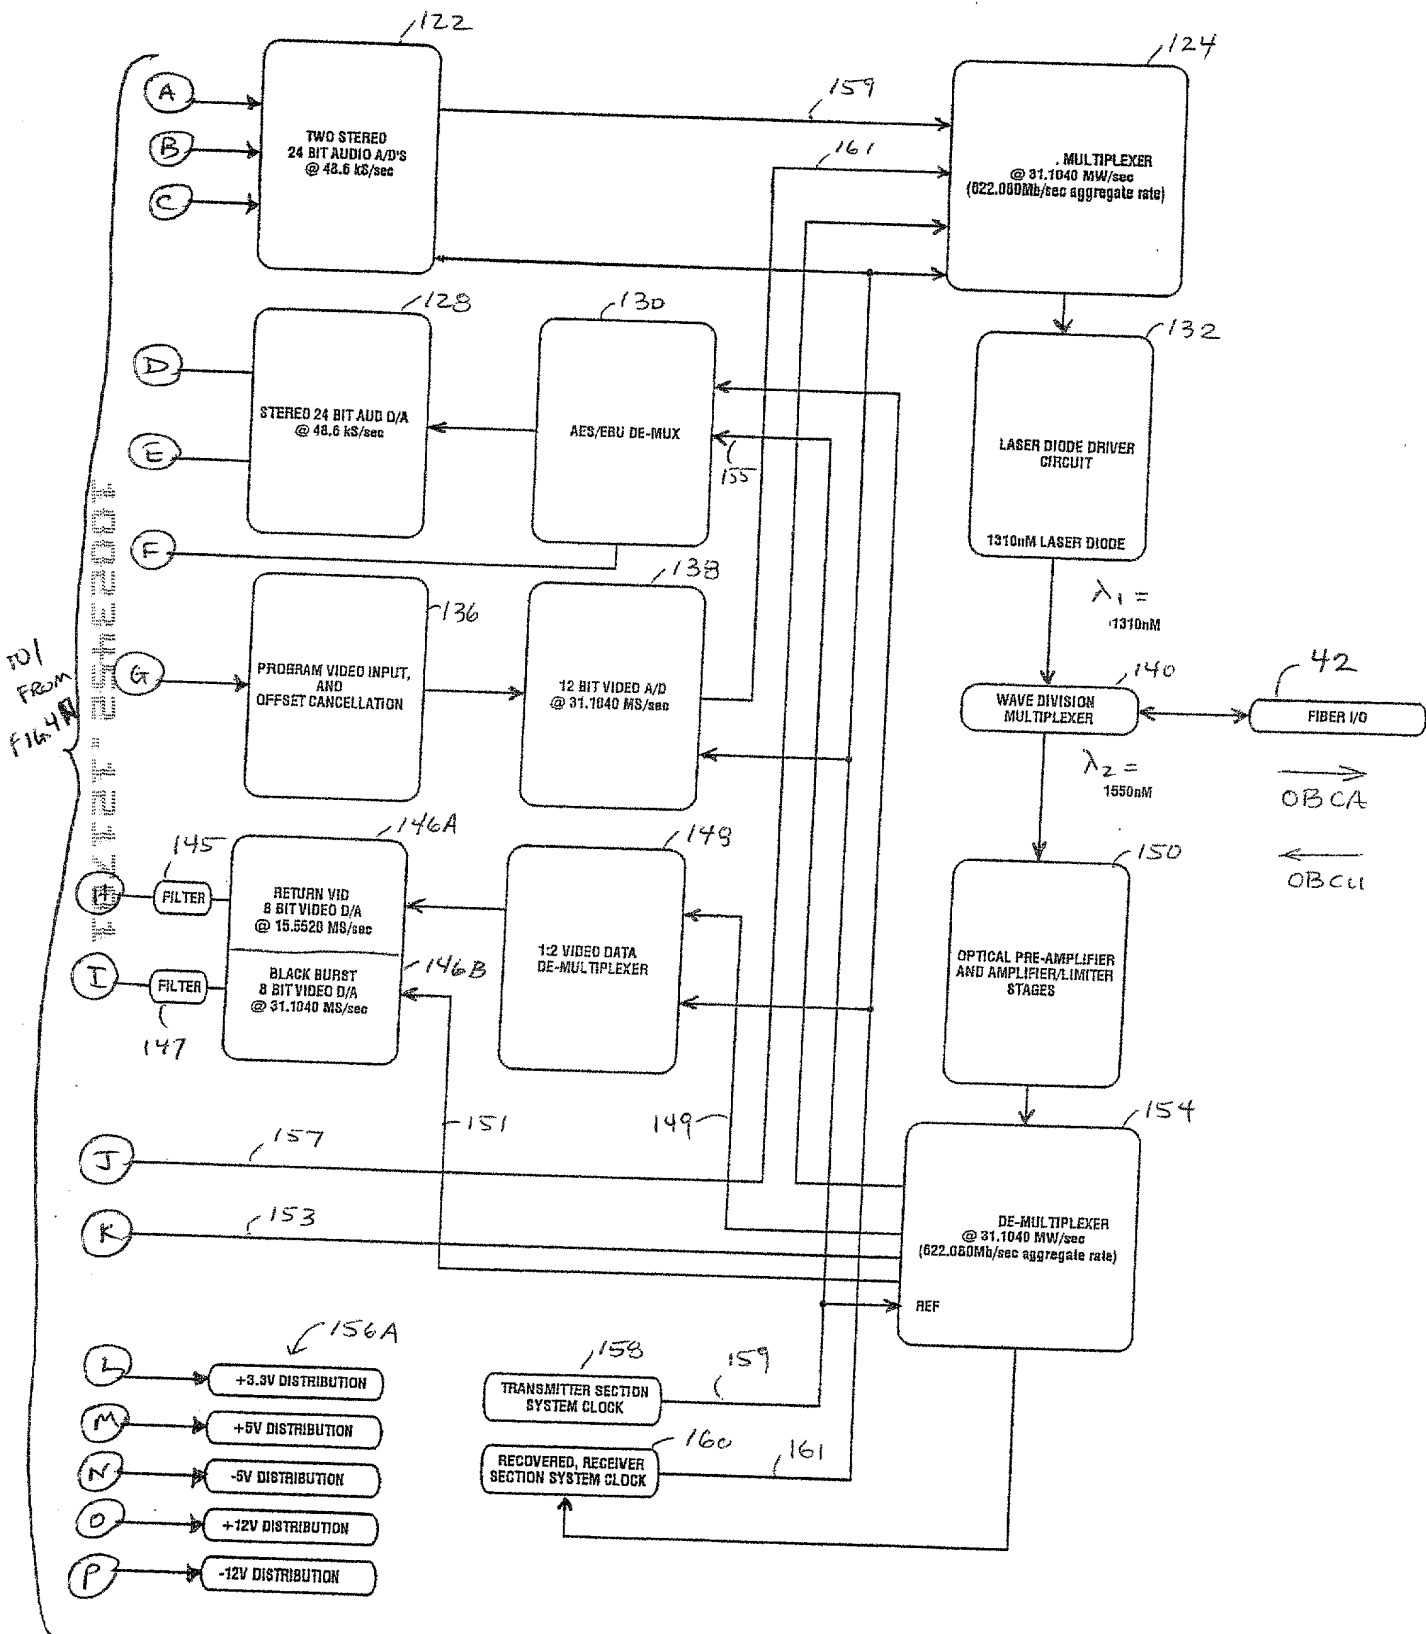 122
124
A
159
B
TWO STEREO
24 BIT AUDIO A/D'S
@ 48.6 kS/sec
161
MULTIPLEXER
@ 31.1040 MW/sec
(622.080Mb/sec aggregate rate)
C
128
130
132
D
STEREO 24 BIT AUD D/A
@ 48.6 kS/sec
AES/EBU DE-MUX
LASER DIODE DRIVER
CIRCUIT
E
155
F
1310nM LASER DIODE
138
136
λ1 =
1310nM
TO/
FROM
G
PROGRAM VIDEO INPUT,
AND
OFFSET CANCELLATION
12 BIT VIDEO A/D
@ 31.1040 MS/sec
140
42
WAVE DIVISION
MULTIPLEXER
FIBER I/O
λ2 =
1550nM
OBCA
146A
148
145
150
OBCU
H
FILTER
RETURN VID
8 BIT VIDEO D/A
@ 15.5520 MS/sec
1:2 VIDEO DATA
DE-MULTIPLEXER
OPTICAL PRE-AMPLIFIER
AND AMPLIFIER/LIMITER
STAGES
I
FILTER
BLACK BURST
8 BIT VIDEO D/A
@ 31.1040 MS/sec
146B
147
151
149
154
J
157
K
153
DE-MULTIPLEXER
@ 31.1040 MW/sec
(622.080Mb/sec aggregate rate)
REF
156A
158
159
L
+3.3V DISTRIBUTION
TRANSMITTER SECTION
SYSTEM CLOCK
M
+5V DISTRIBUTION
160
161
N
-5V DISTRIBUTION
RECOVERED, RECEIVER
SECTION SYSTEM CLOCK
O
+12V DISTRIBUTION
P
-12V DISTRIBUTION